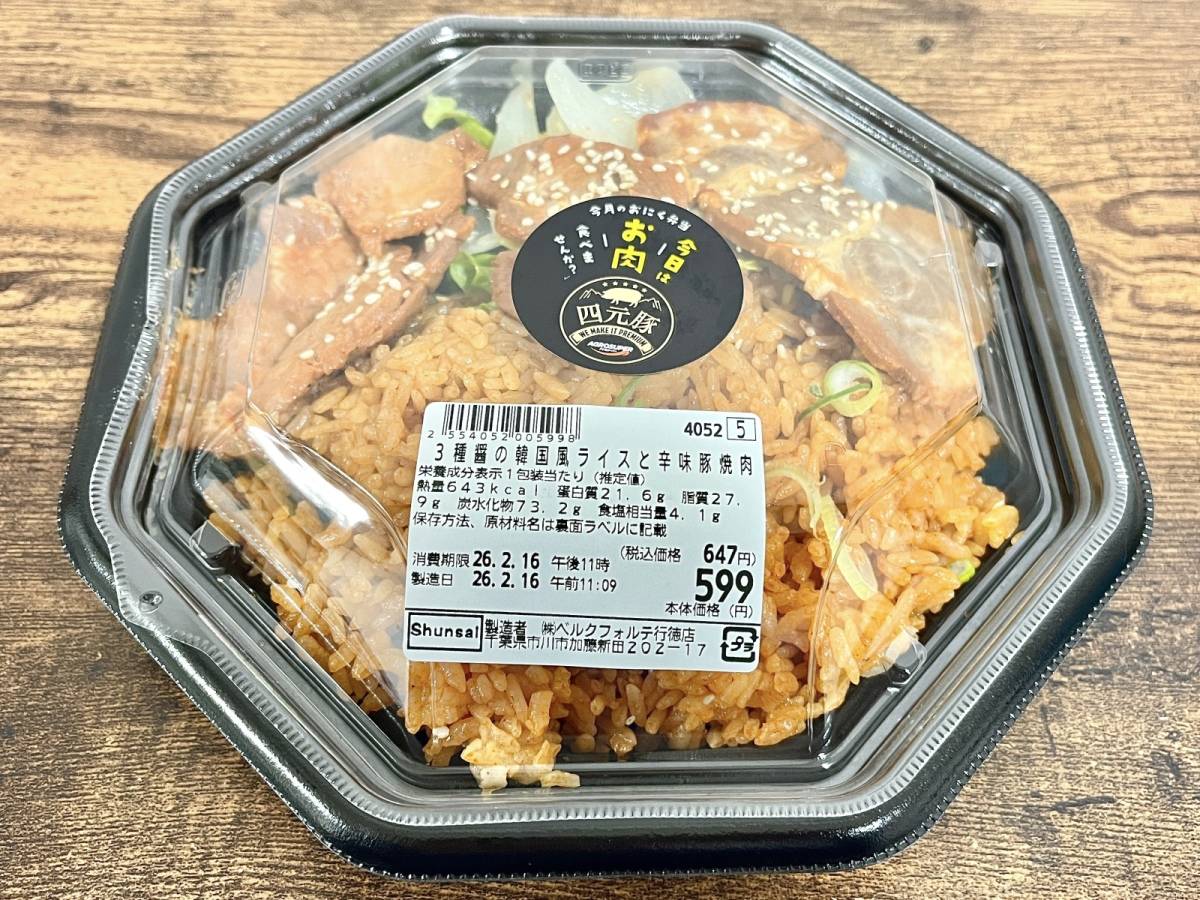 今月のおにく弁当
今日は
お肉
食べま
せんか?
四元豚
WE MAKE IT PREMIUM
AGROSUPER
2 554052 005998
4052 5
3種醤の韓国風ライスと辛味豚焼肉
栄養成分表示1包装当たり(推定値)
熱量643kcal 蛋白質21.6g 脂質27.
9g 炭水化物73.2g 食塩相当量4.1g
保存方法、原材料名は裏面ラベルに記載
(税込価格 647円)
消費期限 26.2.16 午後11時
製造日 26.2.16 午前11:09
599
本体価格(円)
Shunsai 製造者 ㈱ベルクフォルテ行徳店
千葉県市川市加藤新田202-17
プラ